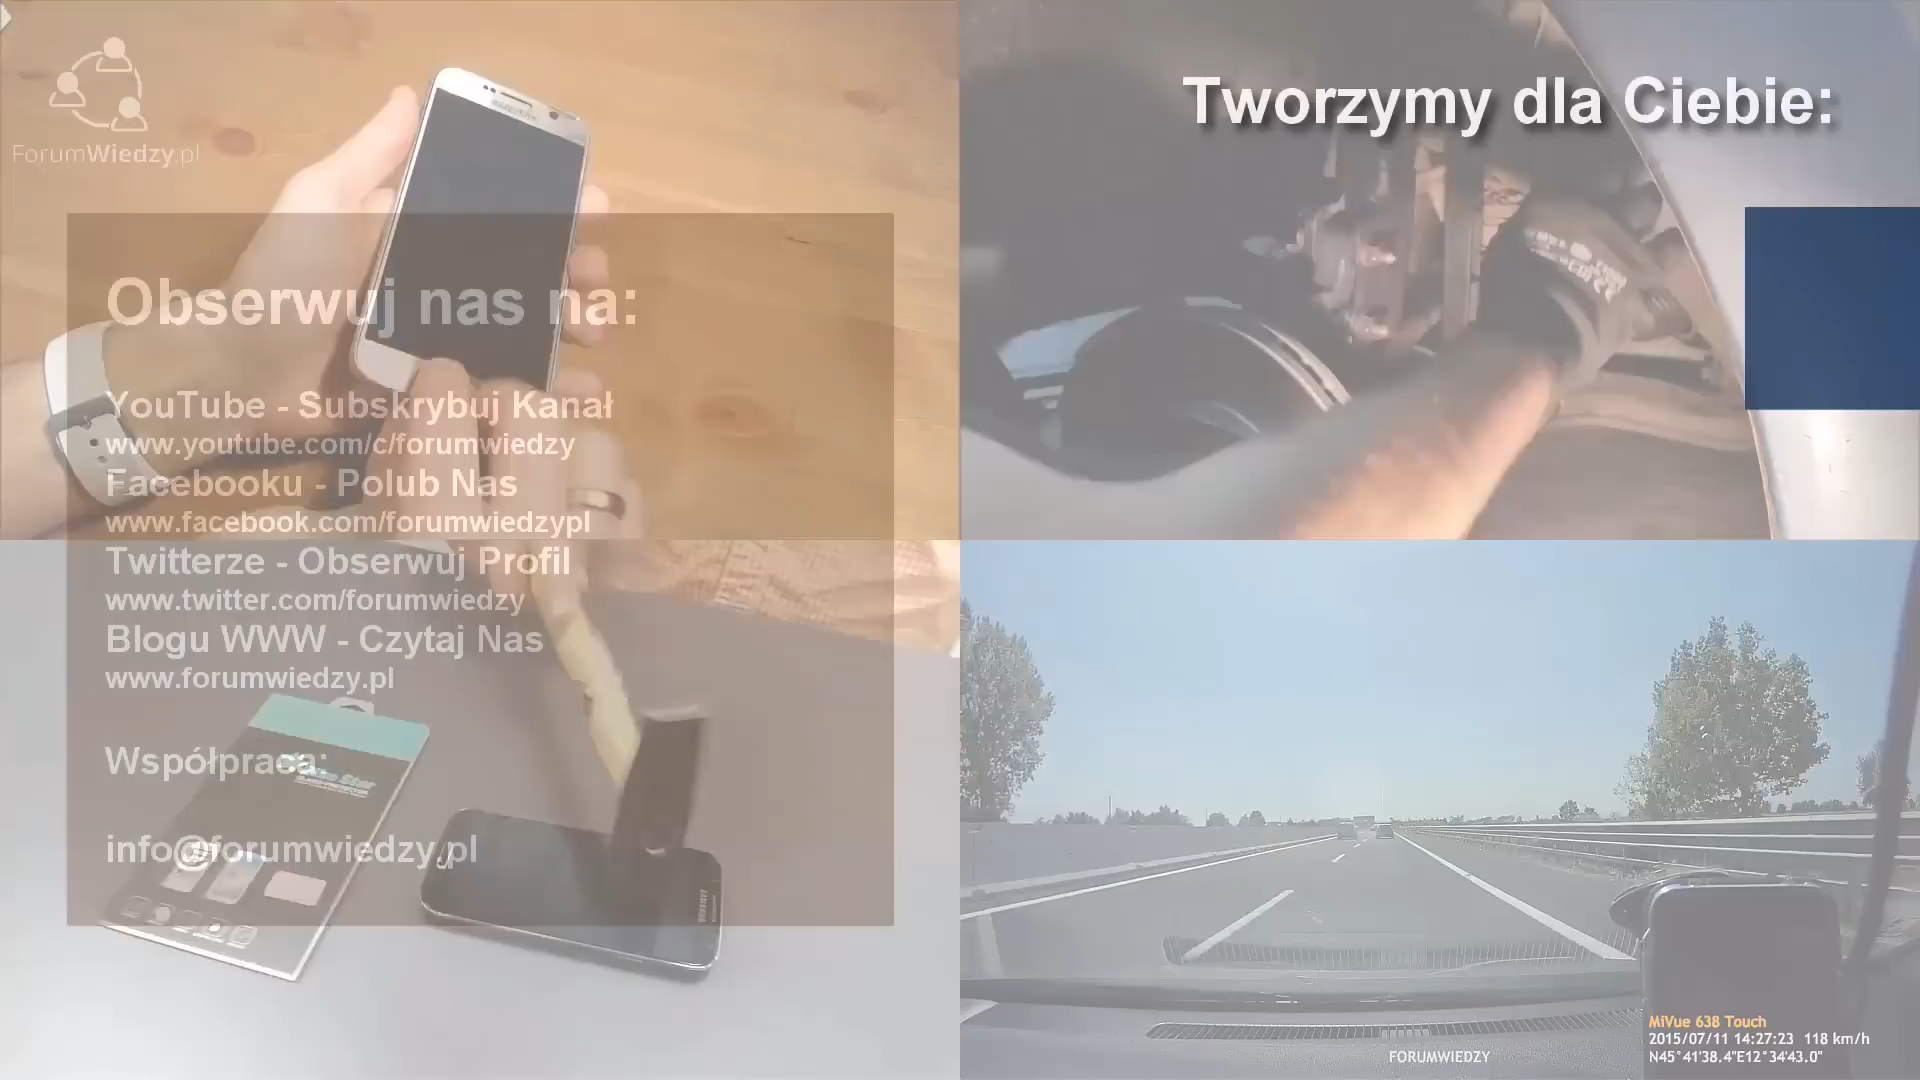 ForumWiedzy.pl
Tworzymy dla Ciebie:
Obserwuj nas na:
YouTube - Subskrybuj Kanał
www.youtube.com/c/forumwiedzy
Facebooku - Polub Nas
www.facebook.com/forumwiedzypl
Twitterze - Obserwuj Profil
www.twitter.com/forumwiedzy
Blogu WWW - Czytaj Nas
www.forumwiedzy.pl
Współpraca:
info@forumwiedzy.pl
SAMSUNG
SAMSUNG
MiVue 638 Touch
2015/07/11 14:27:23 118 km/h
N45°41'38.4"E12°34'43.0"
FORUMWIEDZY